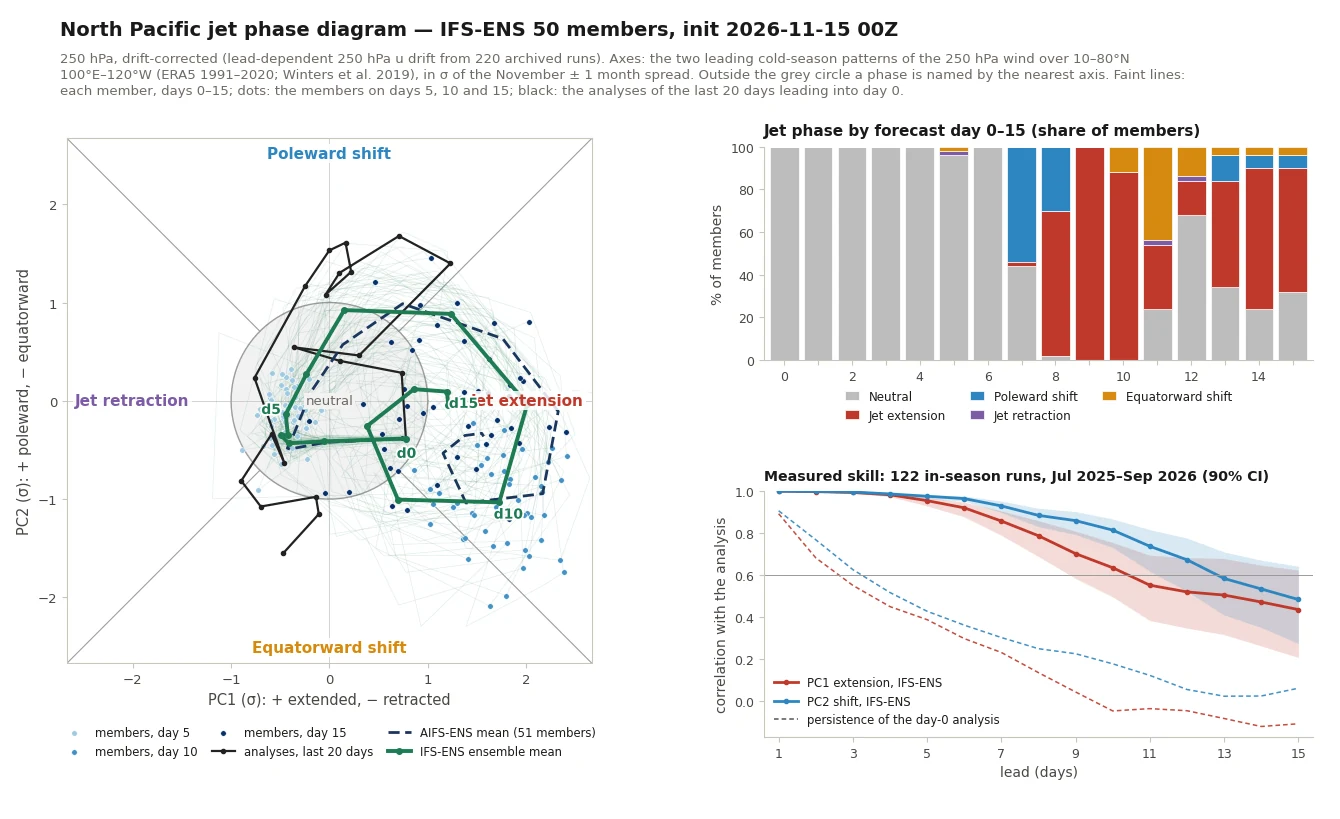 North Pacific jet phase diagram — IFS-ENS 50 members, init 2026-11-15 00Z
250 hPa, drift-corrected (lead-dependent 250 hPa u drift from 220 archived runs). Axes: the two leading cold-season patterns of the 250 hPa wind over 10–80°N
100°E–120°W (ERA5 1991–2020; Winters et al. 2019), in σ of the November ± 1 month spread. Outside the grey circle a phase is named by the nearest axis. Faint lines:
each member, days 0–15; dots: the members on days 5, 10 and 15; black: the analyses of the last 20 days leading into day 0.
Poleward shift
Jet retraction
neutral
Jet extension
Equatorward shift
d5
d0
d15
d10
2
1
0
−1
−2
−2
−1
0
1
2
PC2 (σ): + poleward, − equatorward
PC1 (σ): + extended, − retracted
members, day 5
members, day 10
members, day 15
analyses, last 20 days
AIFS-ENS mean (51 members)
IFS-ENS ensemble mean
Jet phase by forecast day 0–15 (share of members)
% of members
100
80
60
40
20
0
0
2
4
6
8
10
12
14
Neutral
Jet extension
Poleward shift
Jet retraction
Equatorward shift
Measured skill: 122 in-season runs, Jul 2025–Sep 2026 (90% CI)
correlation with the analysis
1.0
0.8
0.6
0.4
0.2
0.0
PC1 extension, IFS-ENS
PC2 shift, IFS-ENS
persistence of the day-0 analysis
1
3
5
7
9
11
13
15
lead (days)